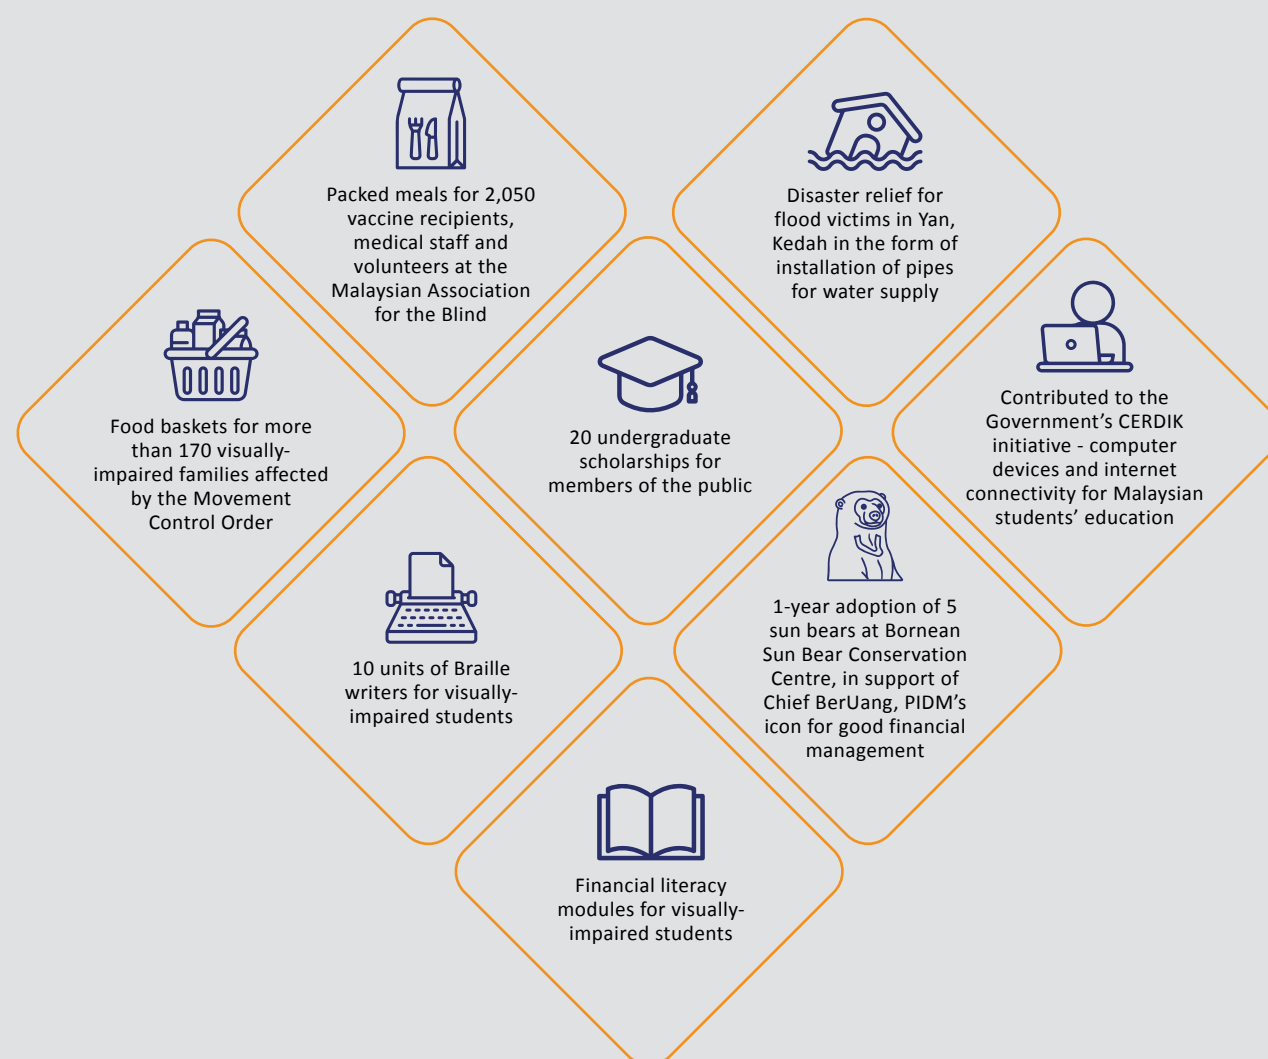 Packed meals for 2,050
vaccine recipients,
medical staff and
volunteers at the
Malaysian Association
for the Blind
Disaster relief for
flood victims in Yan,
Kedah in the form of
installation of pipes
for water supply
Food baskets for more
than 170 visually-
impaired families affected
by the Movement
Control Order
20 undergraduate
scholarships for
members of the public
Contributed to the
Government’s CERDIK
initiative - computer
devices and internet
connectivity for Malaysian
students’ education
10 units of Braille
writers for visually-
impaired students
1-year adoption of 5
sun bears at Bornean
Sun Bear Conservation
Centre, in support of
Chief BerUang, PIDM’s
icon for good financial
management
Financial literacy
modules for visually-
impaired students